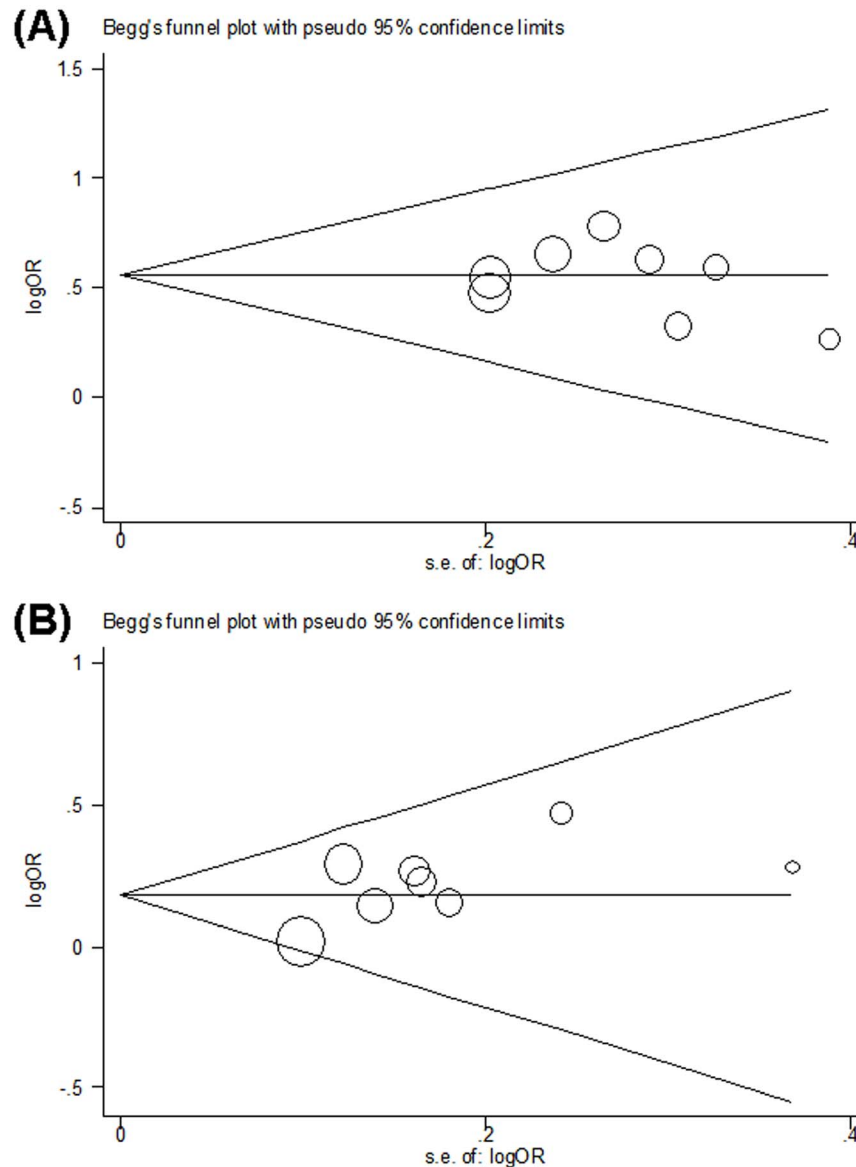 (A) Begg's funnel plot with pseudo 95% confidence limits
1.5
1
.5
0
-.5
logOR
0 .2 .4
s.e. of: logOR
(B) Begg's funnel plot with pseudo 95% confidence limits
1
.5
0
-.5
logOR
0 .2 .4
s.e. of: logOR